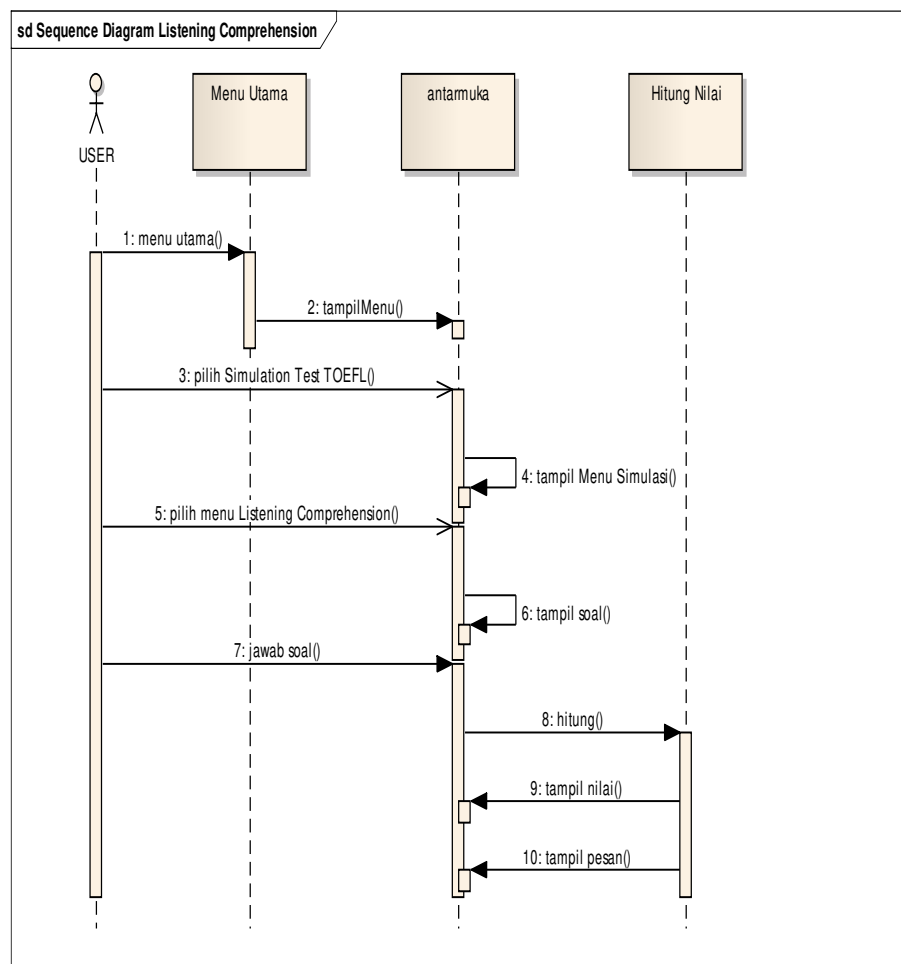 sd Sequence Diagram Listening Comprehension
USER
Menu Utama
antarmuka
Hitung Nilai
1: menu utama()
2: tampilMenu()
3: pilih Simulation Test TOEFL()
4: tampil Menu Simulasi()
5: pilih menu Listening Comprehension()
6: tampil soal()
7: jawab soal()
8: hitung()
9: tampil nilai()
10: tampil pesan()